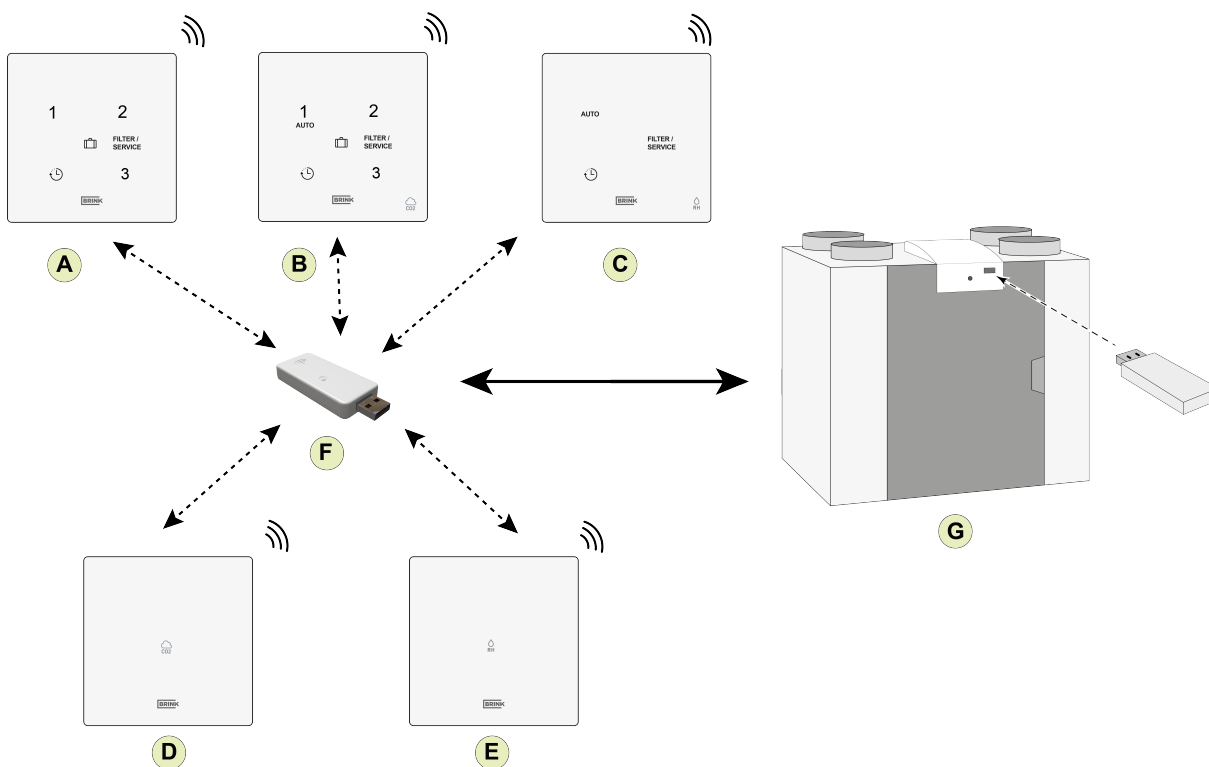 1
2
FILTER /
SERVICE
3
BRINK
A
1
AUTO
2
FILTER /
SERVICE
3
BRINK
CO2
B
AUTO
FILTER /
SERVICE
BRINK
RH
C
F
G
CO2
BRINK
D
RH
BRINK
E